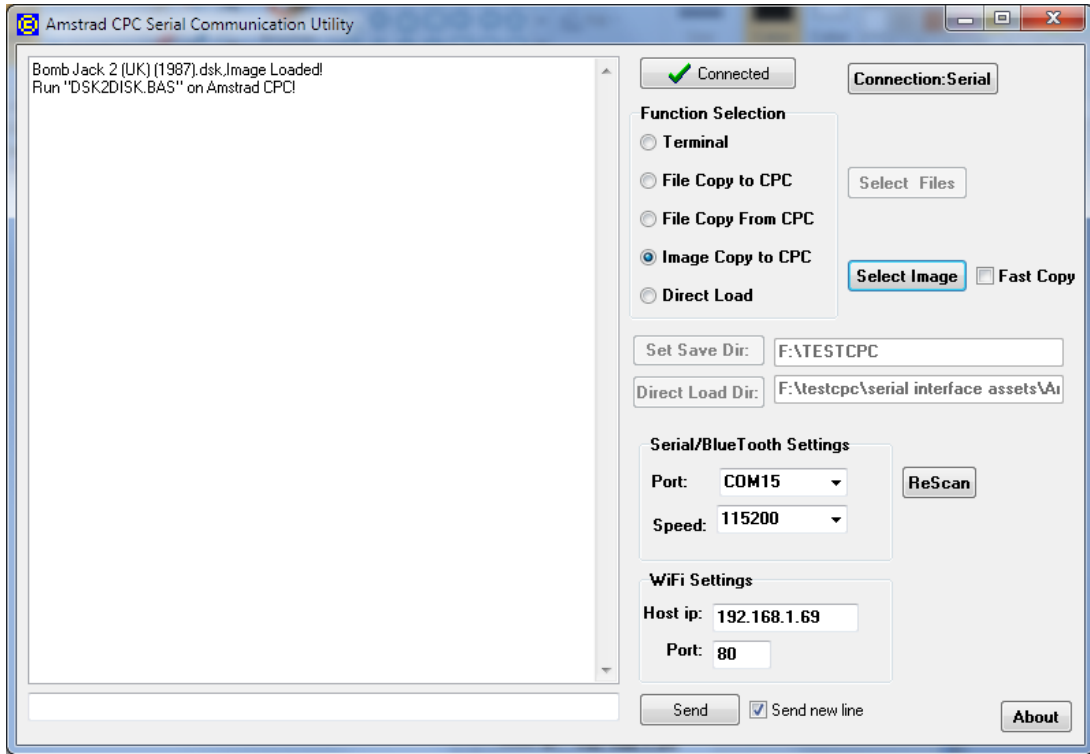 Amstrad CPC Serial Communication Utility
Bomb Jack 2 (UK) (1987).dsk,Image Loaded!
Run "DSK2DISK.BAS" on Amstrad CPC!
Connected
Connection:Serial
Function Selection
Terminal
File Copy to CPC
Select Files
File Copy From CPC
Image Copy to CPC
Select Image
Fast Copy
Direct Load
Set Save Dir:
F:\TESTCPC
Direct Load Dir:
F:\testcpc\serial interface assets\
Serial/BlueTooth Settings
Port:
COM15
ReScan
Speed:
115200
WiFi Settings
Host ip:
192.168.1.69
Port:
80
Send
Send new line
About